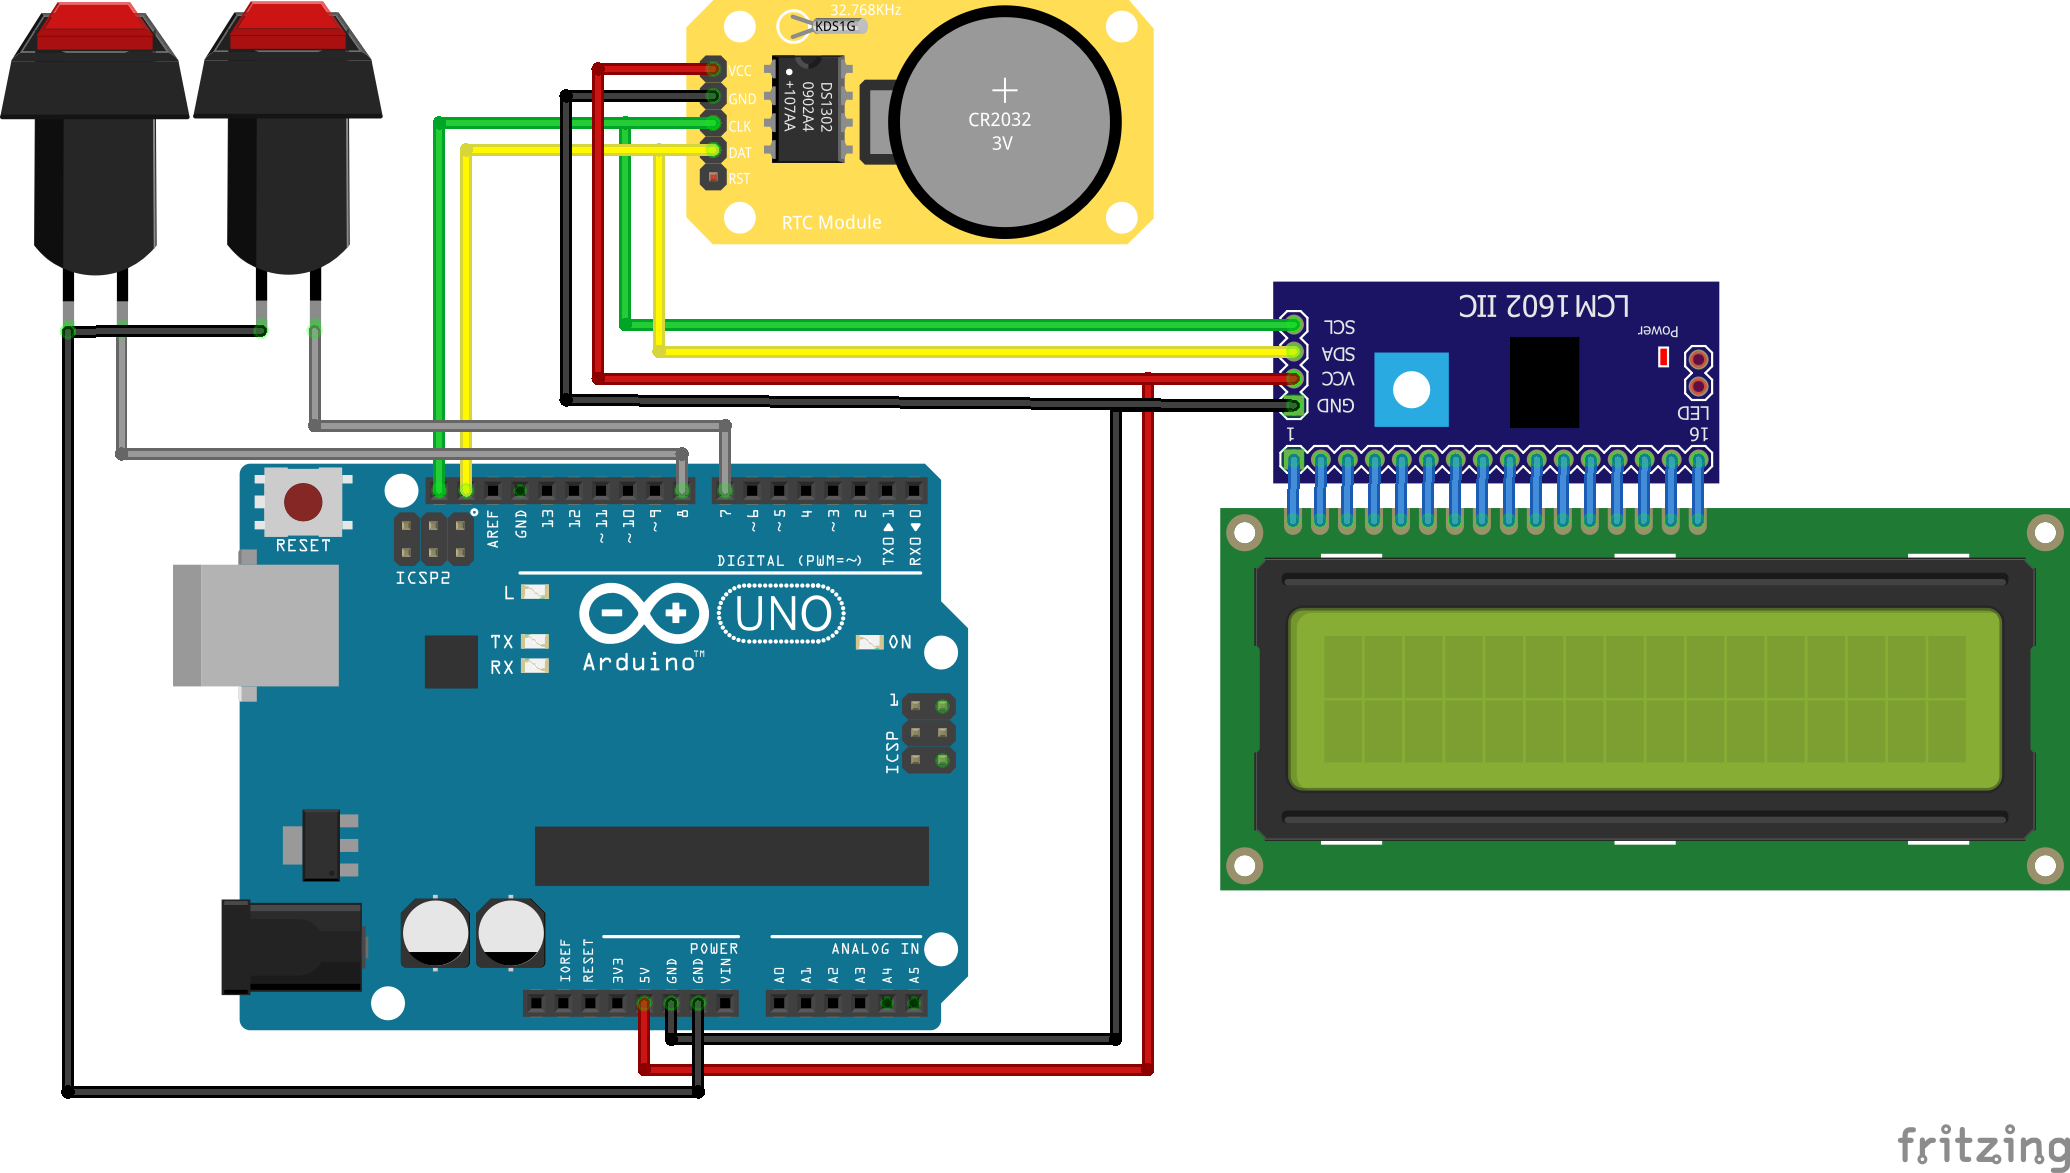 32.768KHz
KDS1G
VCC
GND
CLK
DAT
RST
DS1302
0902A4
+107AA
CR2032
3V
RTC Module
LCM1602 IIC
SCL
SDA
VCC
GND
Power
LED
1
16
RESET
ICSP2
AREF
GND
13
12
~11
~10
~9
8
7
~6
~5
4
~3
2
TX0▶1
RX0◀0
DIGITAL (PWM=~)
L
TX
RX
UNO
Arduino™
ON
1
ICSP
POWER
ANALOG IN
IOREF
RESET
3V3
5V
GND
GND
VIN
A0
A1
A2
A3
A4
A5
fritzing